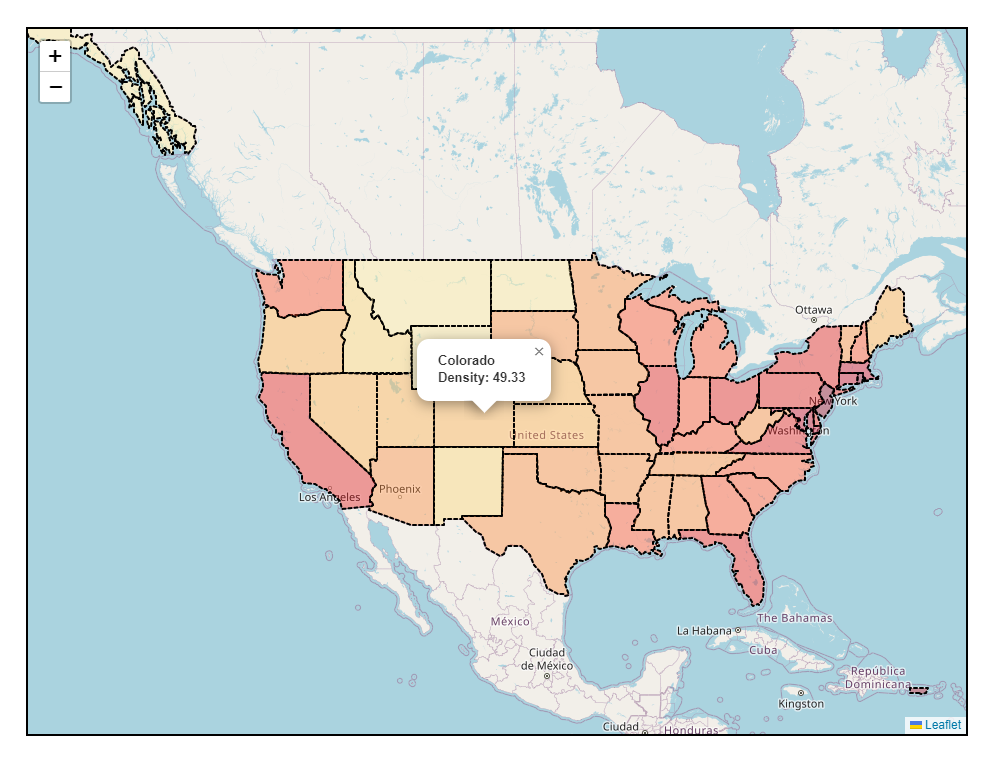 +
−
Ottawa
Colorado
×
Density: 49.33
New York
Washington
United States
Phoenix
Los Angeles
México
The Bahamas
La Habana
Cuba
Ciudad
de México
República
Dominicana
Kingston
Ciudad
Honduras
Leaflet